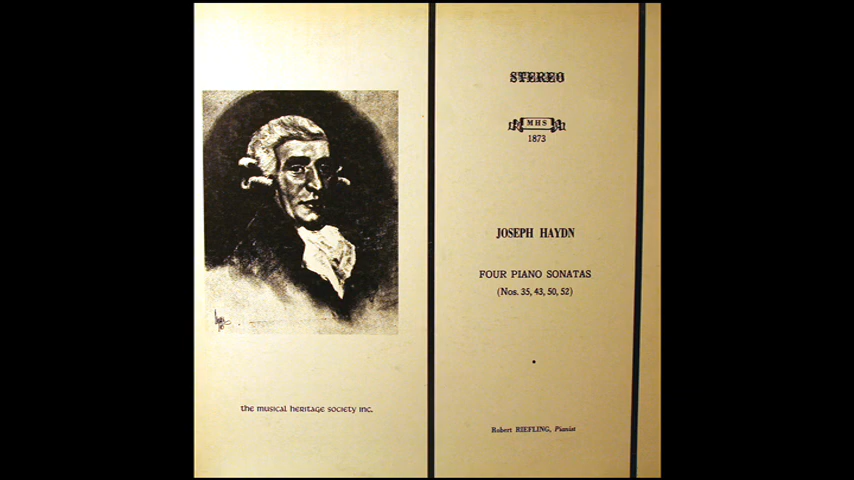 STEREO
MHS
1873
JOSEPH HAYDN
FOUR PIANO SONATAS
(Nos. 35, 43, 50, 52)
the musical heritage society inc.
Robert RIEFLING, Pianist